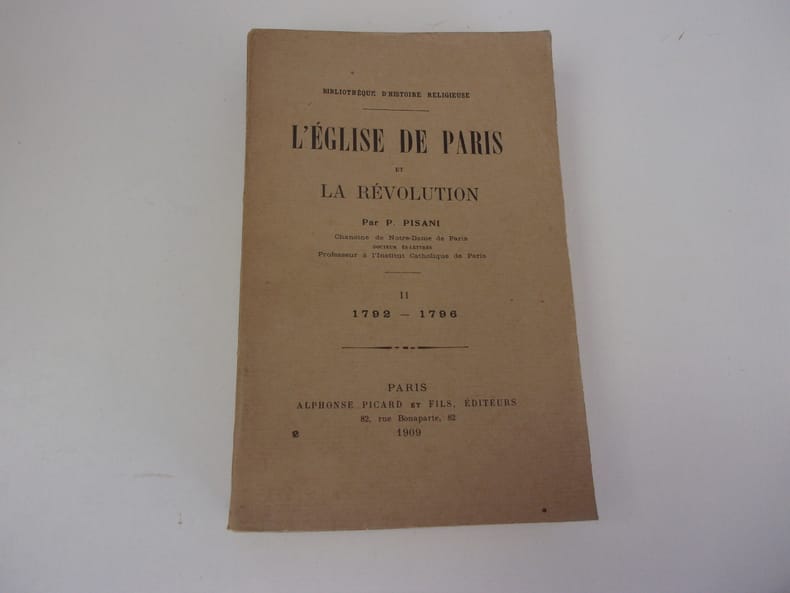 BIBLIOTHÈQUE D'HISTOIRE RELIGIEUSE
L'ÉGLISE DE PARIS
ET
LA RÉVOLUTION
Par P. PISANI
Chanoine de Notre-Dame de Paris
DOCTEUR ÈS LETTRES
Professeur à l'Institut Catholique de Paris
II
1792 — 1796
PARIS
ALPHONSE PICARD ET FILS, ÉDITEURS
82, rue Bonaparte, 82
1909